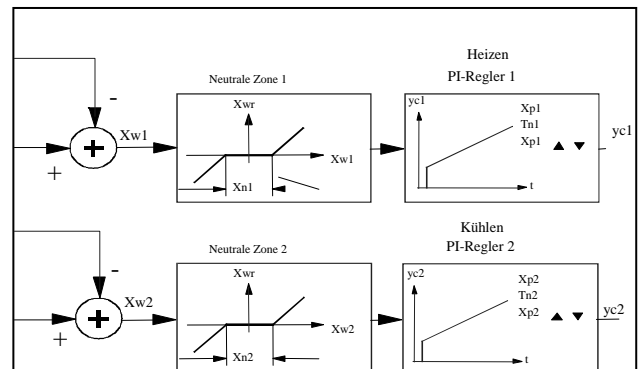 Heizen
PI-Regler 1
Neutrale Zone 1
-
Xw1
+
+
Xwr
Xw1
Xn1
yc1
Xp1
Tn1
Xp1 ▲ ▼
t
yc1
Kühlen
PI-Regler 2
Neutrale Zone 2
-
Xw2
+
+
Xwr
Xw2
Xn2
yc2
Xp2
Tn2
Xp2 ▲ ▼
t
yc2